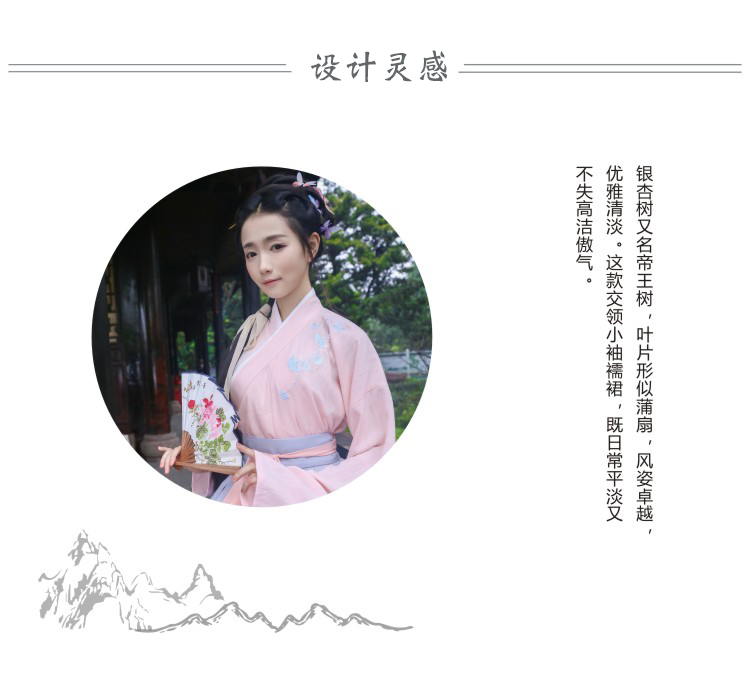 设计灵感
银杏树又名帝王树，叶片形似蒲扇，风姿卓越，
优雅清淡。这款交领小袖襦裙，既日常平淡又
不失高洁傲气。